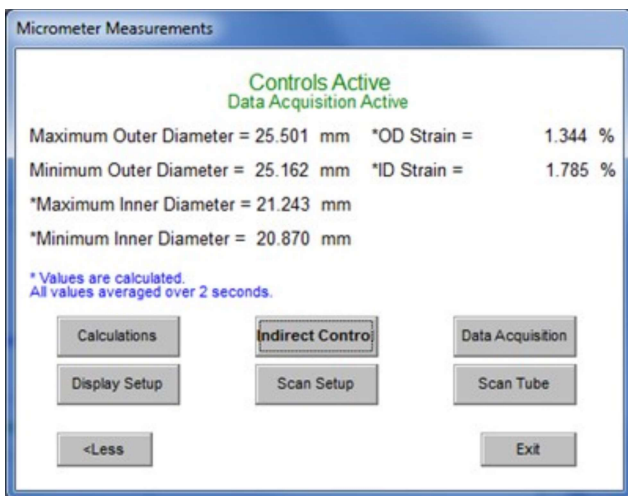 Micrometer Measurements
Controls Active
Data Acquisition Active
Maximum Outer Diameter = 25.501 mm *OD Strain = 1.344 %
Minimum Outer Diameter = 25.162 mm *ID Strain = 1.785 %
*Maximum Inner Diameter = 21.243 mm
*Minimum Inner Diameter = 20.870 mm
* Values are calculated.
All values averaged over 2 seconds.
Calculations Indirect Control Data Acquisition
Display Setup Scan Setup Scan Tube
<Less Exit